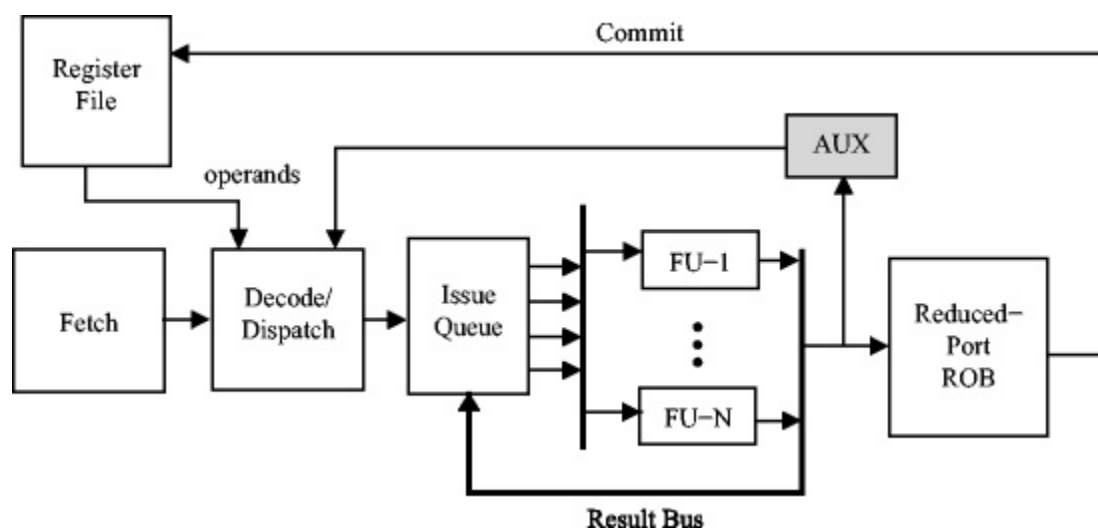 Commit
Register
File
AUX
operands
Fetch
Decode/
Dispatch
Issue
Queue
FU−1
FU−N
Reduced−
Port
ROB
Result Bus